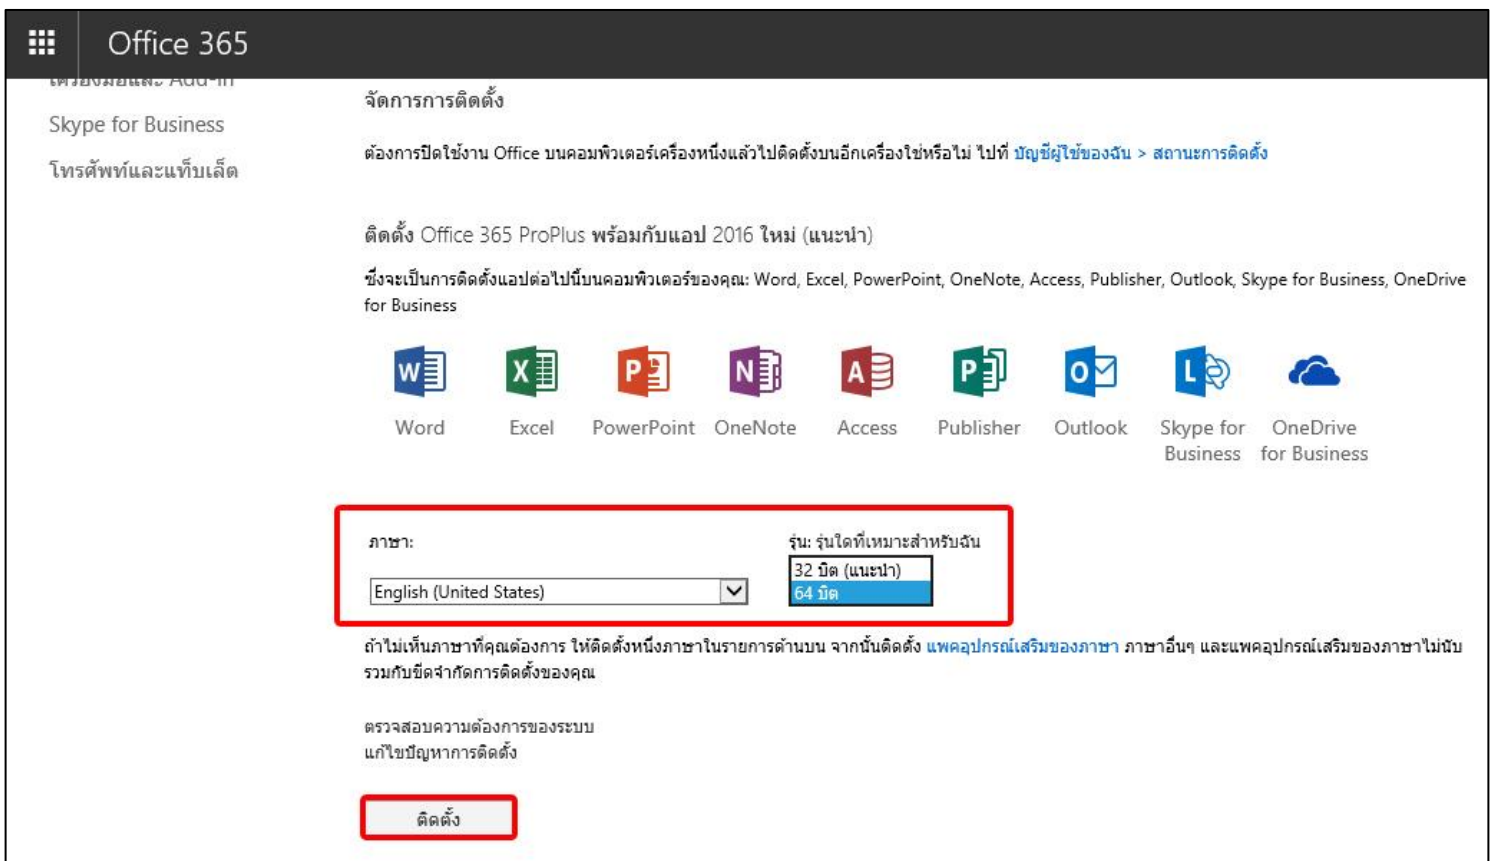 Office 365
เครื่องมือและ Add-in
Skype for Business
โทรศัพท์และแท็บเล็ต
จัดการการติดตั้ง
ต้องการปิดใช้งาน Office บนคอมพิวเตอร์เครื่องหนึ่งแล้วไปติดตั้งบนอีกเครื่องใช่หรือไม่ ไปที่ บัญชีผู้ใช้ของฉัน > สถานะการติดตั้ง
ติดตั้ง Office 365 ProPlus พร้อมกับแอป 2016 ใหม่ (แนะนำ)
ซึ่งจะเป็นการติดตั้งแอปต่อไปนี้บนคอมพิวเตอร์ของคุณ: Word, Excel, PowerPoint, OneNote, Access, Publisher, Outlook, Skype for Business, OneDrive
for Business
Word Excel PowerPoint OneNote Access Publisher Outlook Skype for Business OneDrive for Business
ภาษา:
English (United States)
รุ่น: รุ่นใดที่เหมาะสำหรับฉัน
32 บิต (แนะนำ)
64 บิต
ถ้าไม่เห็นภาษาที่คุณต้องการ ให้ติดตั้งหนึ่งภาษาในรายการด้านบน จากนั้นติดตั้ง แพคอุปกรณ์เสริมของภาษา ภาษาอื่นๆ และแพคอุปกรณ์เสริมของภาษาไม่นับ
รวมกับขีดจำกัดการติดตั้งของคุณ
ตรวจสอบความต้องการของระบบ
แก้ไขปัญหาการติดตั้ง
ติดตั้ง